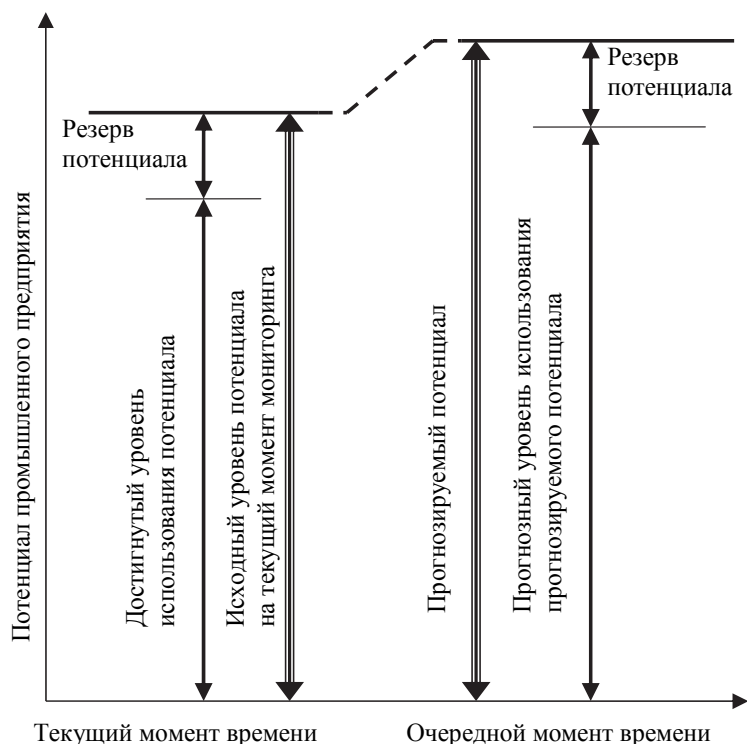 Потенциал промышленного предприятия
Резерв
потенциала
Достигнутый уровень
использования потенциала
Исходный уровень потенциала
на текущий момент мониторинга
Прогнозируемый потенциал
Резерв
потенциала
Прогнозный уровень использования
прогнозируемого потенциала
Текущий момент времени
Очередной момент времени